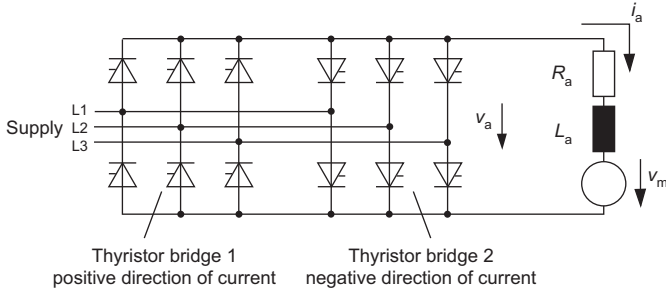 i_a
R_a
L1
Supply L2
L3
v_a
L_a
v_m
Thyristor bridge 1
positive direction of current
Thyristor bridge 2
negative direction of current